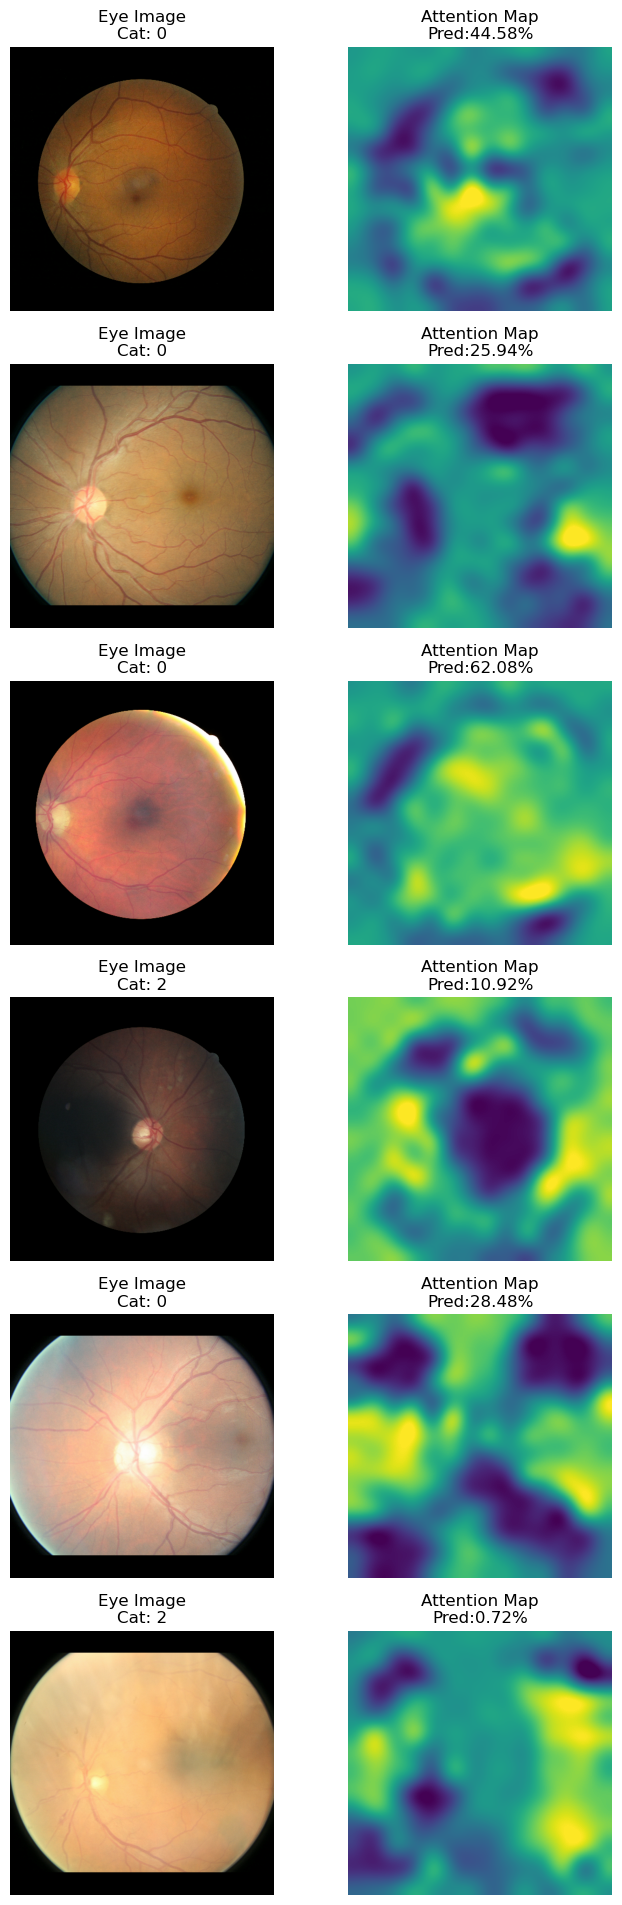 Eye Image
Cat: 0
Attention Map
Pred:44.58%
Eye Image
Cat: 0
Attention Map
Pred:25.94%
Eye Image
Cat: 0
Attention Map
Pred:62.08%
Eye Image
Cat: 2
Attention Map
Pred:10.92%
Eye Image
Cat: 0
Attention Map
Pred:28.48%
Eye Image
Cat: 2
Attention Map
Pred:0.72%